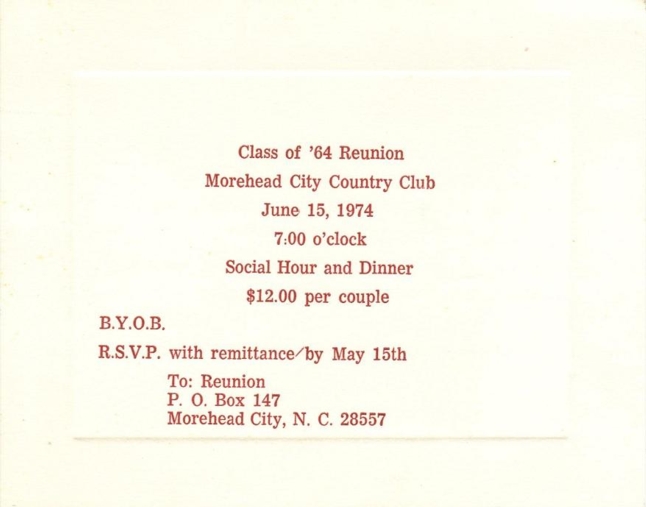 Class of '64 Reunion
Morehead City Country Club
June 15, 1974
7:00 o'clock
Social Hour and Dinner
$12.00 per couple
B.Y.O.B.
R.S.V.P. with remittance/by May 15th
To: Reunion
P. O. Box 147
Morehead City, N. C. 28557